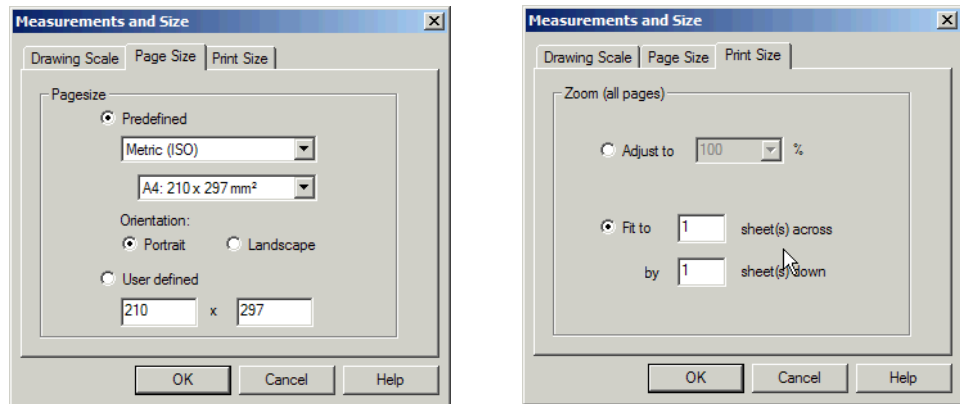 Measurements and Size
Drawing Scale Page Size Print Size
Pagesize
Predefined
Metric (ISO)
A4: 210 x 297 mm²
Orientation:
Portrait Landscape
User defined
210 x 297
OK Cancel Help
Measurements and Size
Drawing Scale Page Size Print Size
Zoom (all pages)
Adjust to 100 %
Fit to 1 sheet(s) across
by 1 sheet(s) down
OK Cancel Help